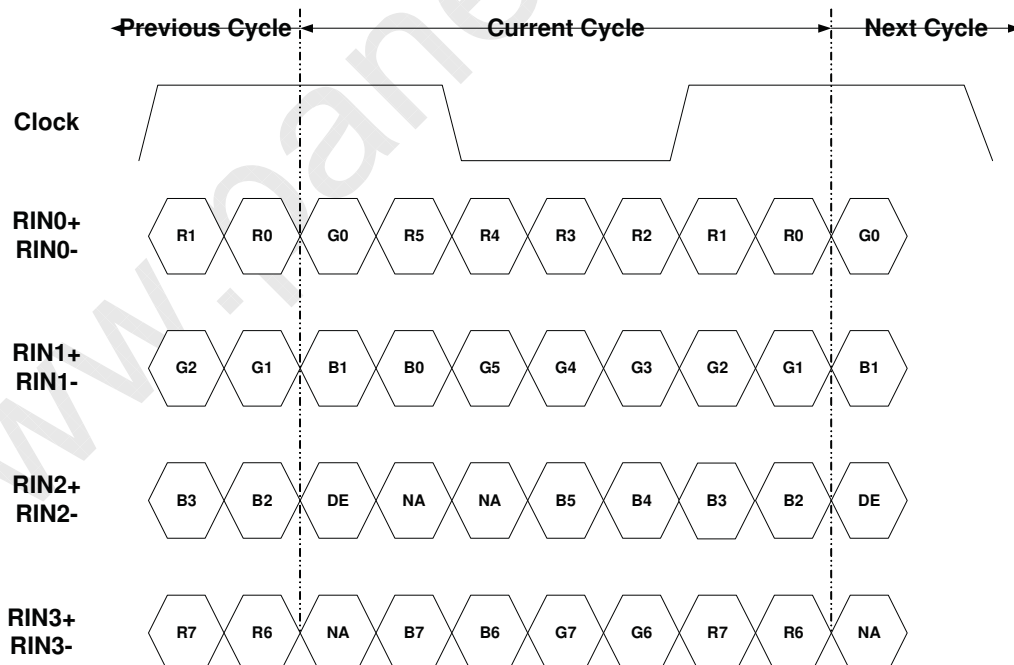 Previous Cycle Current Cycle Next Cycle
Clock
RIN0+
RIN0-
R1 R0 G0 R5 R4 R3 R2 R1 R0 G0
RIN1+
RIN1-
G2 G1 B1 B0 G5 G4 G3 G2 G1 B1
RIN2+
RIN2-
B3 B2 DE NA NA B5 B4 B3 B2 DE
RIN3+
RIN3-
R7 R6 NA B7 B6 G7 G6 R7 R6 NA
w.pane